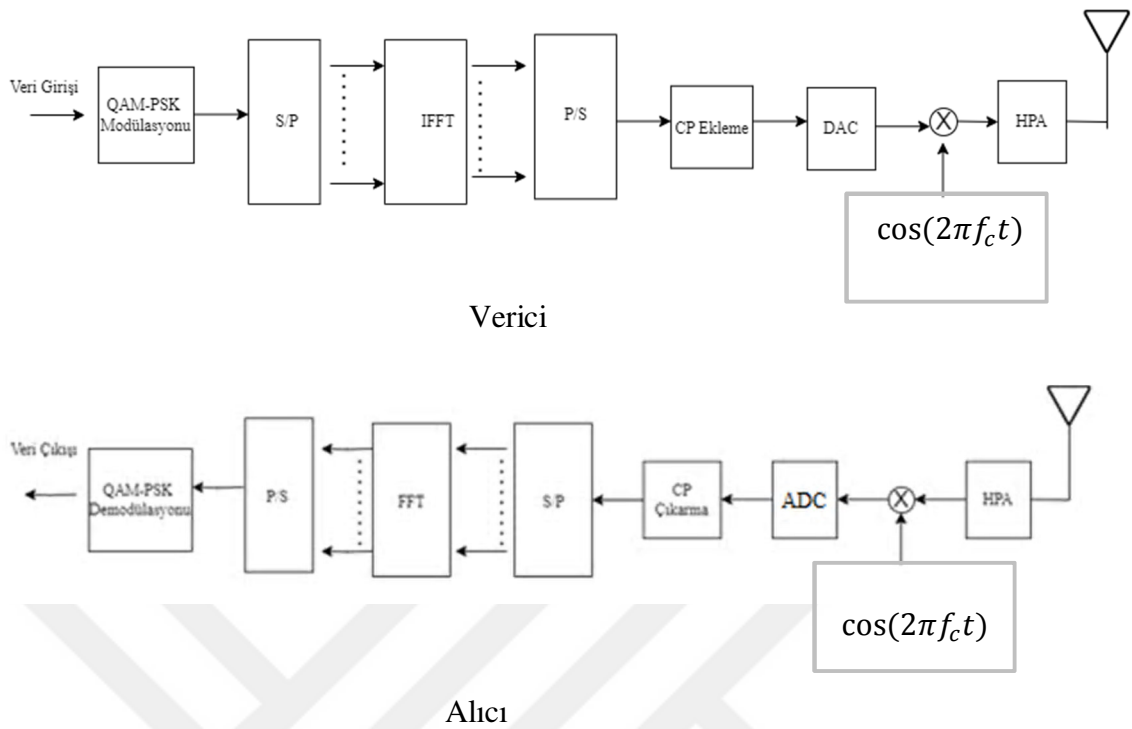 Veri Girişi
QAM-PSK
Modülasyonu
S/P
IFFT
P/S
CP Ekleme
DAC
X
HPA
cos(2πf_c t)
Verici
Veri Çıkışı
QAM-PSK
Demodülasyonu
P/S
FFT
S/P
CP
Çıkarma
ADC
X
HPA
cos(2πf_c t)
Alıcı